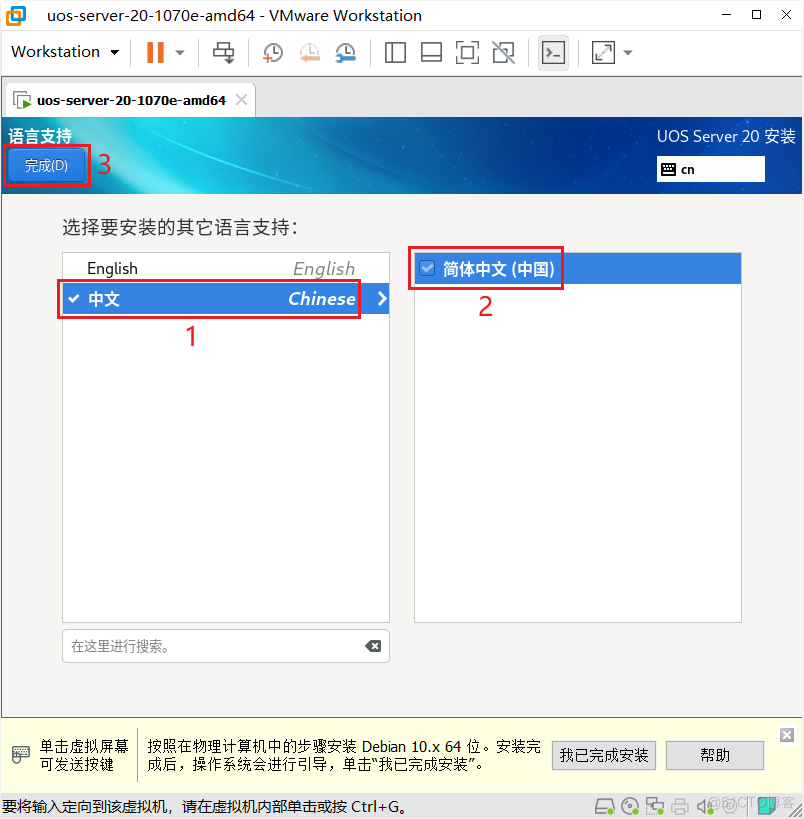 uos-server-20-1070e-amd64 - VMware Workstation
Workstation
uos-server-20-1070e-amd64
语言支持
UOS Server 20 安装
完成(D)
3
cn
选择要安装的其它语言支持：
English English
中文 Chinese
简体中文 (中国)
1
2
在这里进行搜索。
单击虚拟屏幕
可发送按键
按照在物理计算机中的步骤安装 Debian 10.x 64 位。安装完
成后，操作系统会进行引导，单击“我已完成安装”。
我已完成安装
帮助
要将输入定向到该虚拟机，请在虚拟机内部单击或按 Ctrl+G。
@51CTO博客